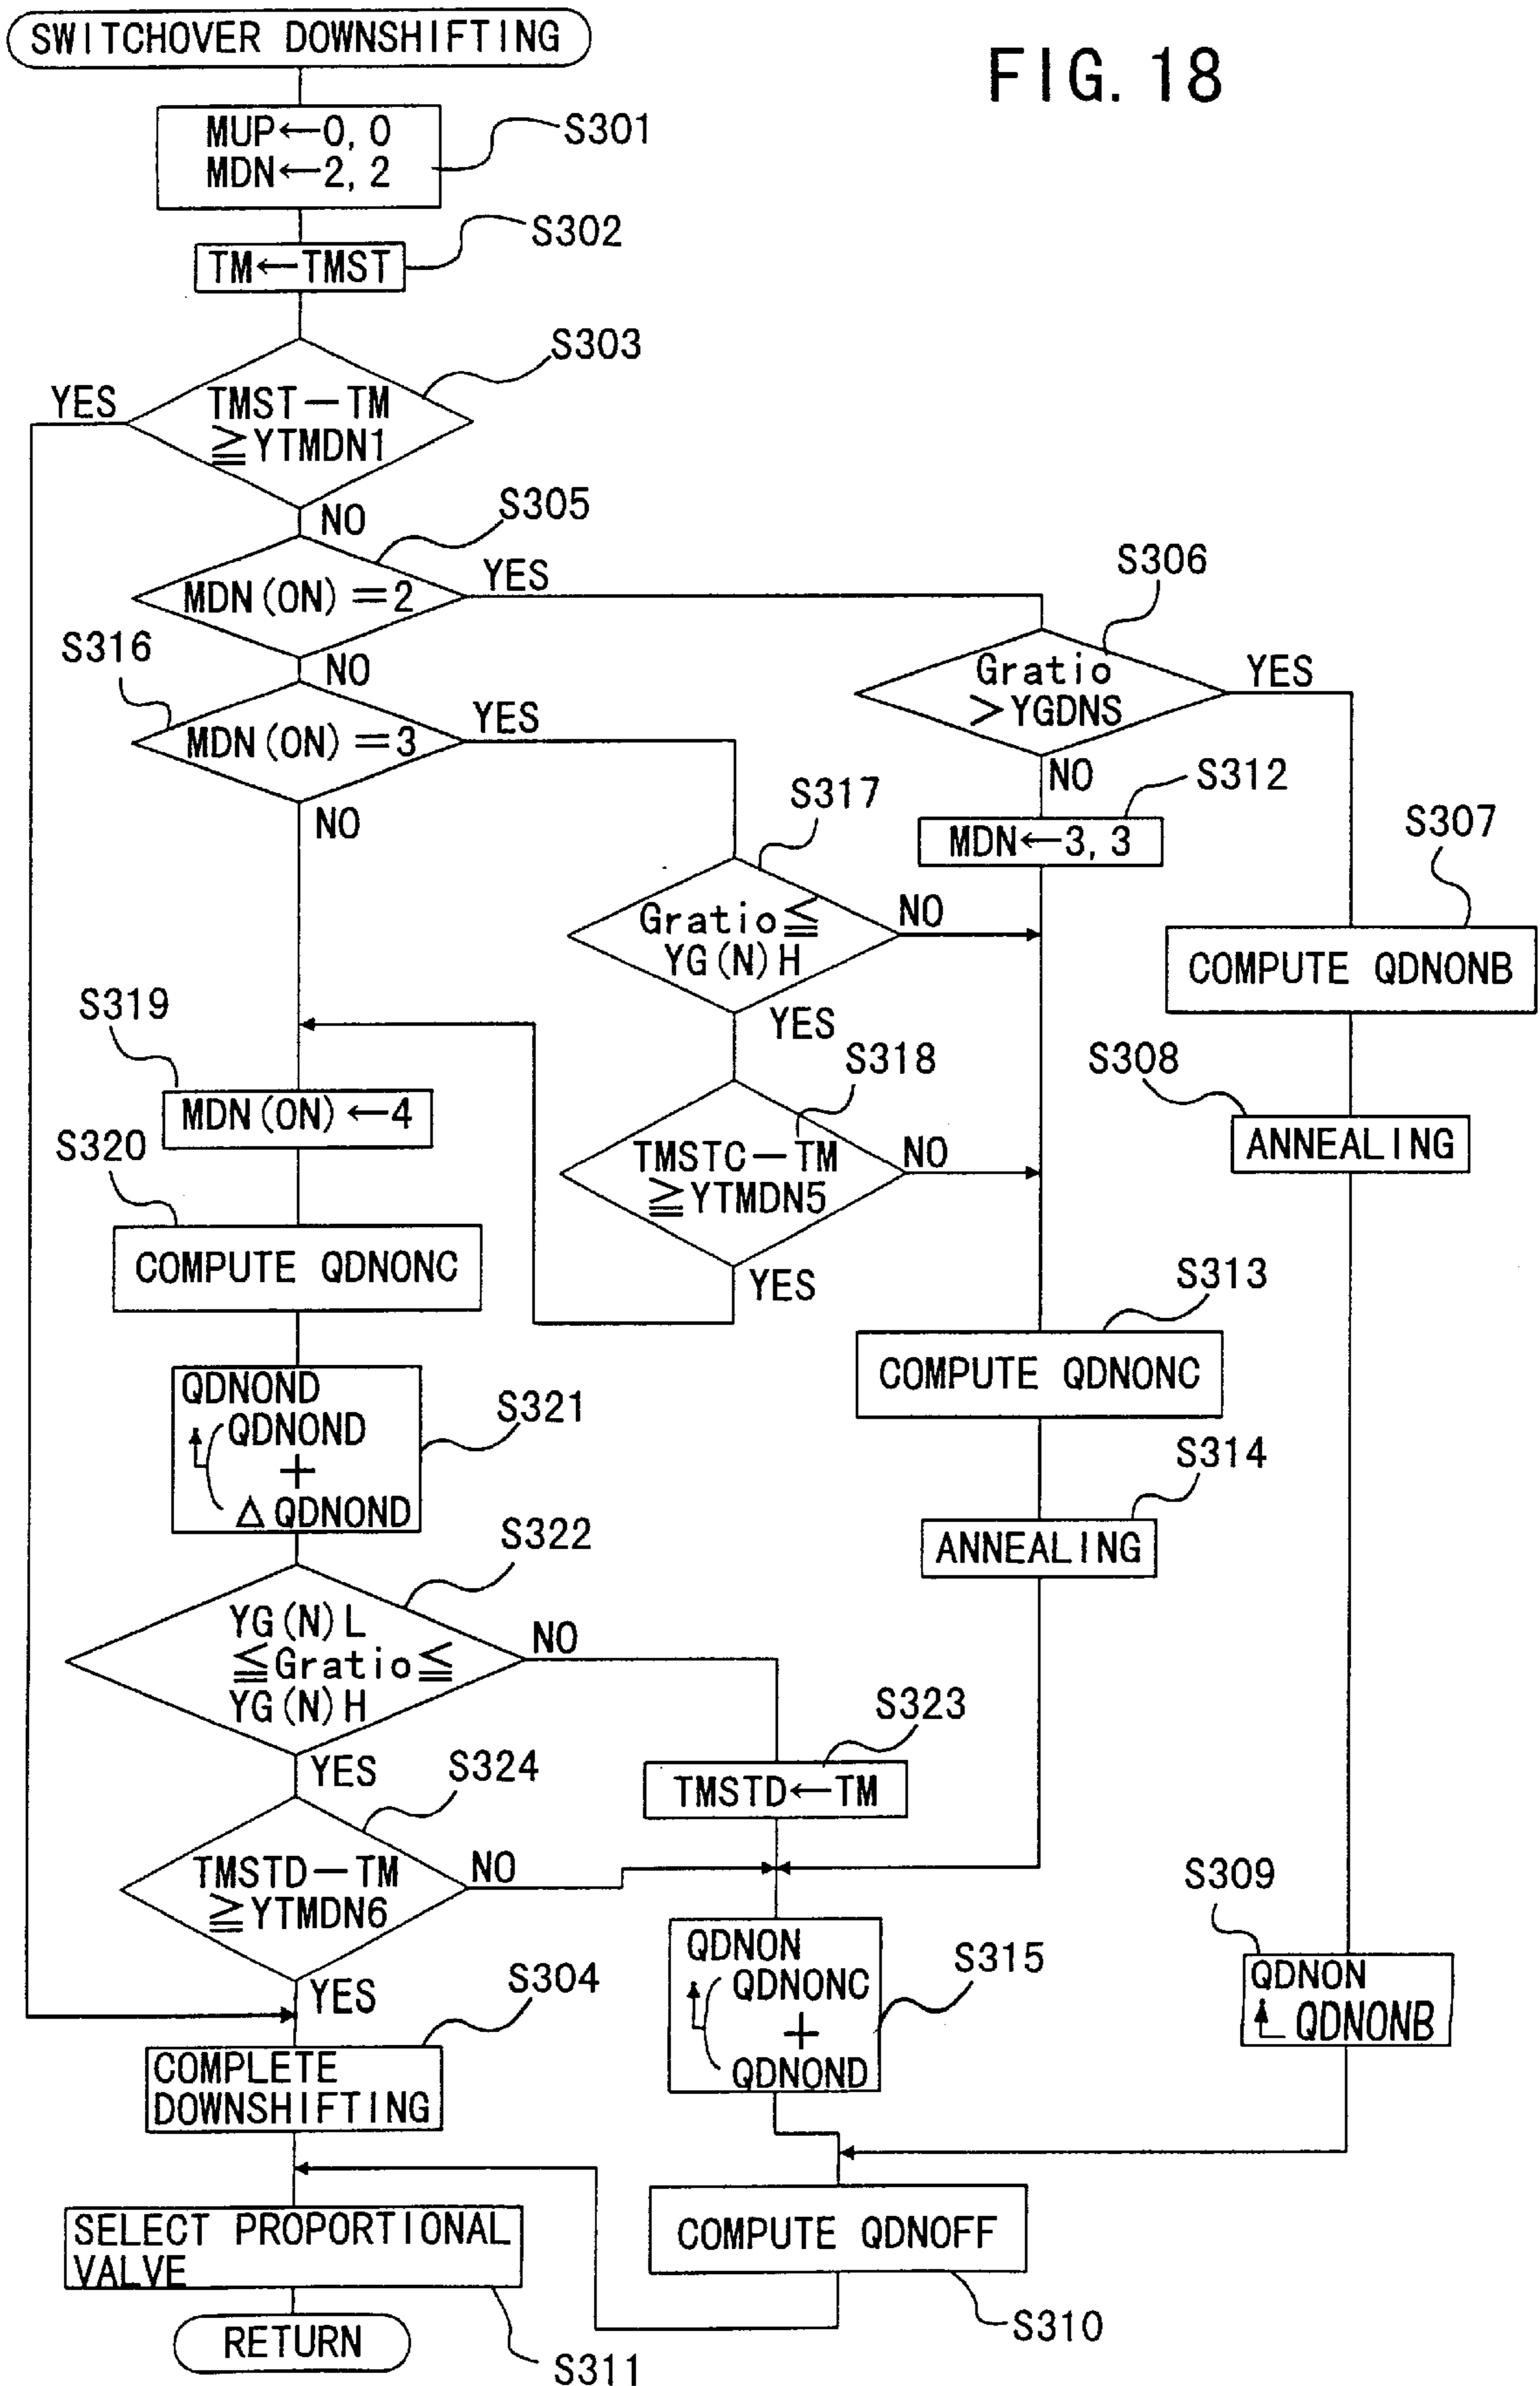 SWITCHOVER DOWNSHIFTING
FIG. 18
MUP←0, 0
MDN←2, 2
S301
S302
TM←TMST
S303
YES
TMST−TM
≧YTMDN1
NO
S305
MDN(ON)=2
YES
S306
Gratio
>YGDNS
YES
S316
NO
MDN(ON)=3
YES
NO
S317
NO
S312
MDN←3, 3
S307
Gratio≦
YG(N)H
NO
COMPUTE QDNONB
YES
S319
S318
S308
MDN(ON)←4
TMSTC−TM
≧YTMDN5
NO
ANNEALING
S320
COMPUTE QDNONC
YES
S313
COMPUTE QDNONC
QDNOND
QDNOND
+
△QDNOND
S321
S314
ANNEALING
S322
YG(N)L
≦Gratio≦
YG(N)H
NO
S323
YES
S324
TMSTD←TM
TMSTD−TM
≧YTMDN6
NO
S309
YES
S304
QDNON
QDNONC
+
QDNOND
S315
QDNON
QDNONB
COMPLETE
DOWNSHIFTING
SELECT PROPORTIONAL
VALVE
COMPUTE QDNOFF
S310
RETURN
S311